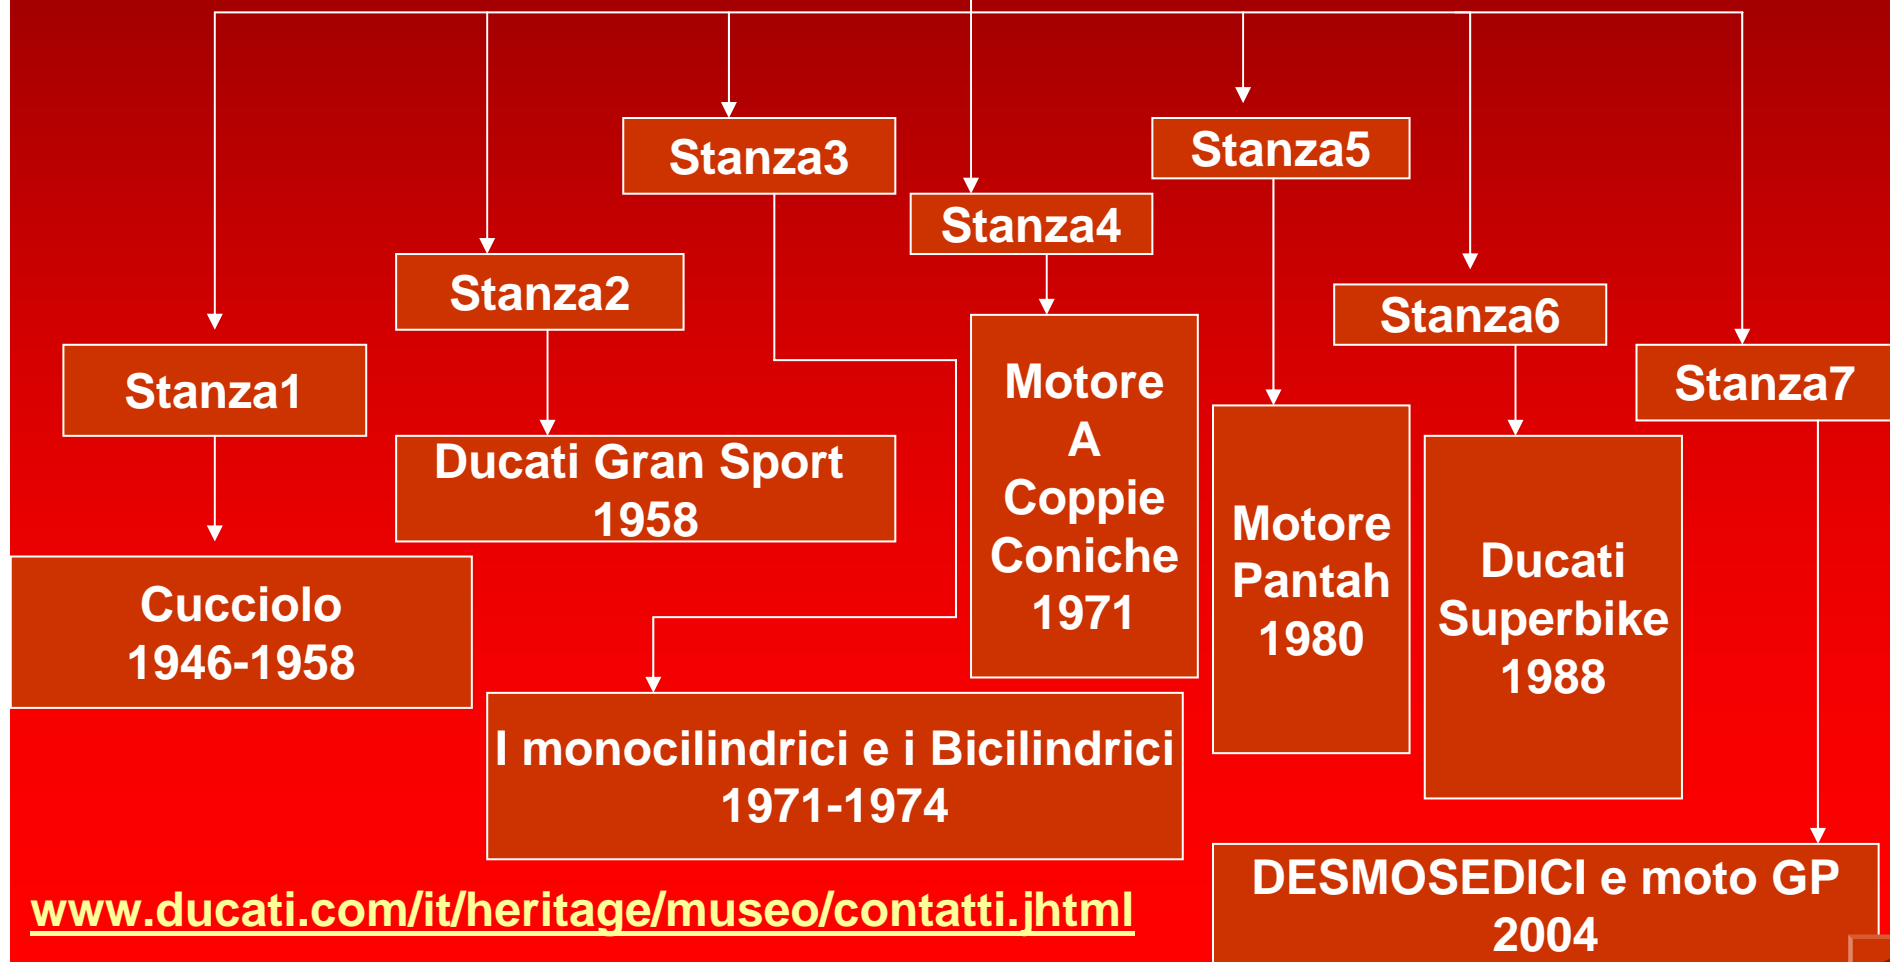 Stanza1
Stanza2
Stanza3
Stanza4
Stanza5
Stanza6
Stanza7
Cucciolo
1946-1958
Ducati Gran Sport
1958
I monocilindrici e i Bicilindrici
1971-1974
Motore
A
Coppie
Coniche
1971
Motore
Pantah
1980
Ducati
Superbike
1988
DESMOSEDICI e moto GP
2004
www.ducati.com/it/heritage/museo/contatti.jhtml